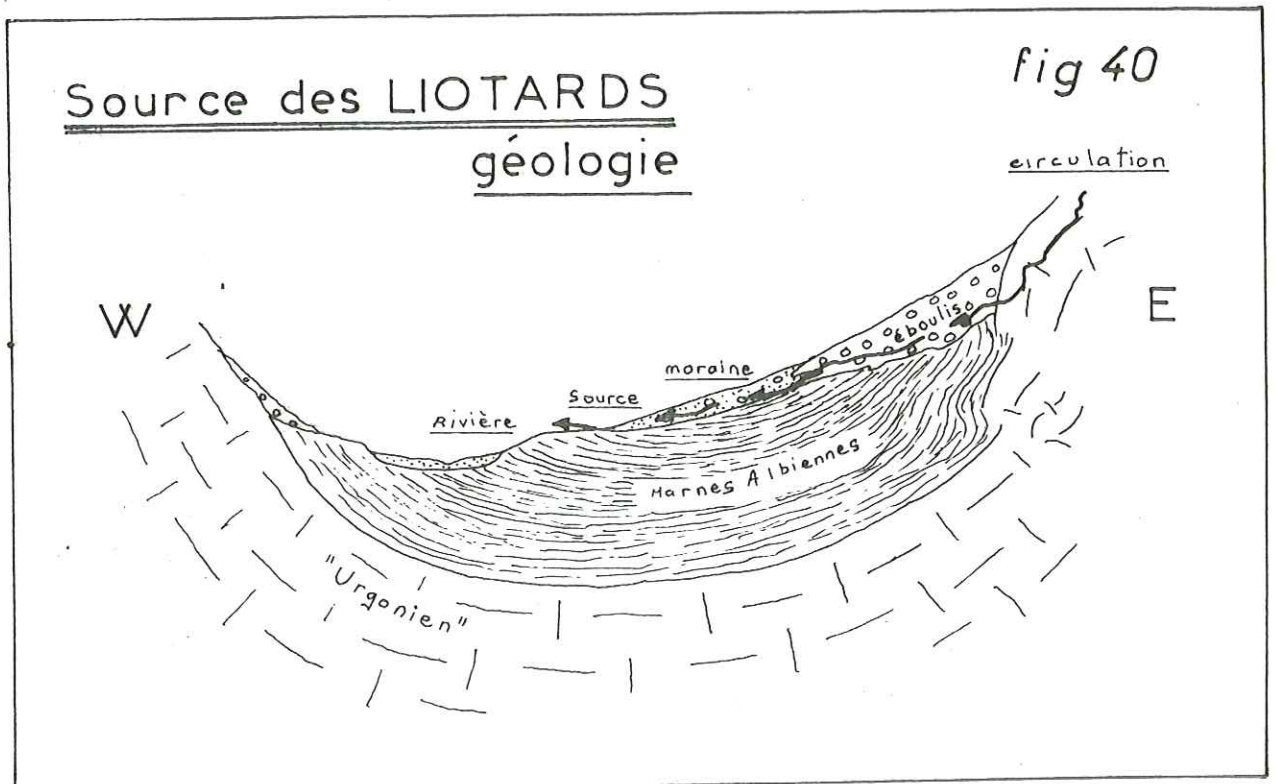 fig 40
Source des LIOTARDS
géologie
circulation
W
E
éboulis
moraine
Source
Rivière
Marnes Albiennes
"Urgonien"